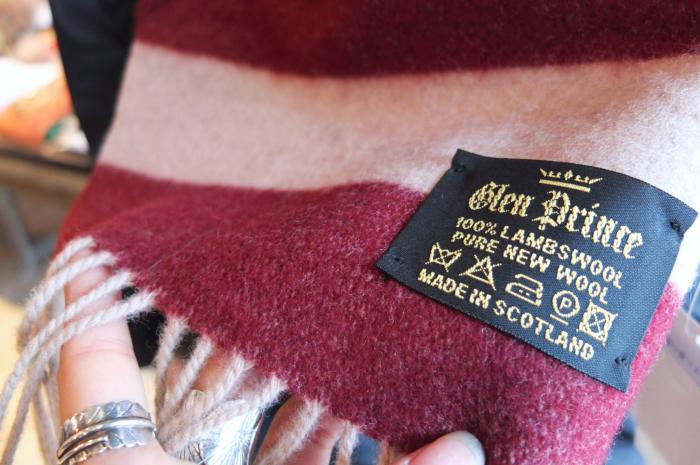 Glen Prince
100% LAMBSWOOL
PURE NEW WOOL
P
MADE IN SCOTLAND